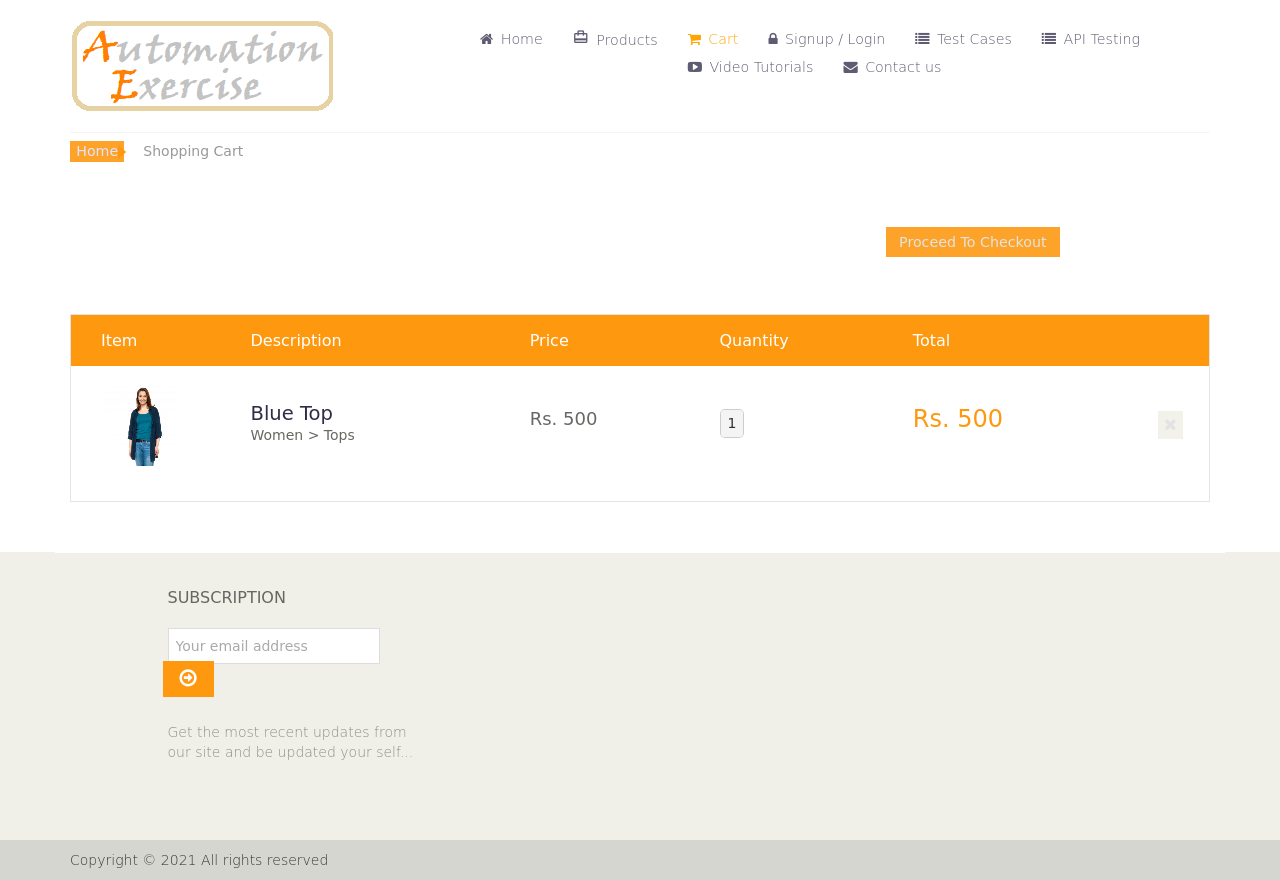 Automation
Exercise
Home
Products
Cart
Signup / Login
Test Cases
API Testing
Video Tutorials
Contact us
Home
Shopping Cart
Proceed To Checkout
Item Description Price Quantity Total
Blue Top
Women > Tops
Rs. 500
1
Rs. 500
SUBSCRIPTION
Your email address
Get the most recent updates from
our site and be updated your self...
Copyright © 2021 All rights reserved